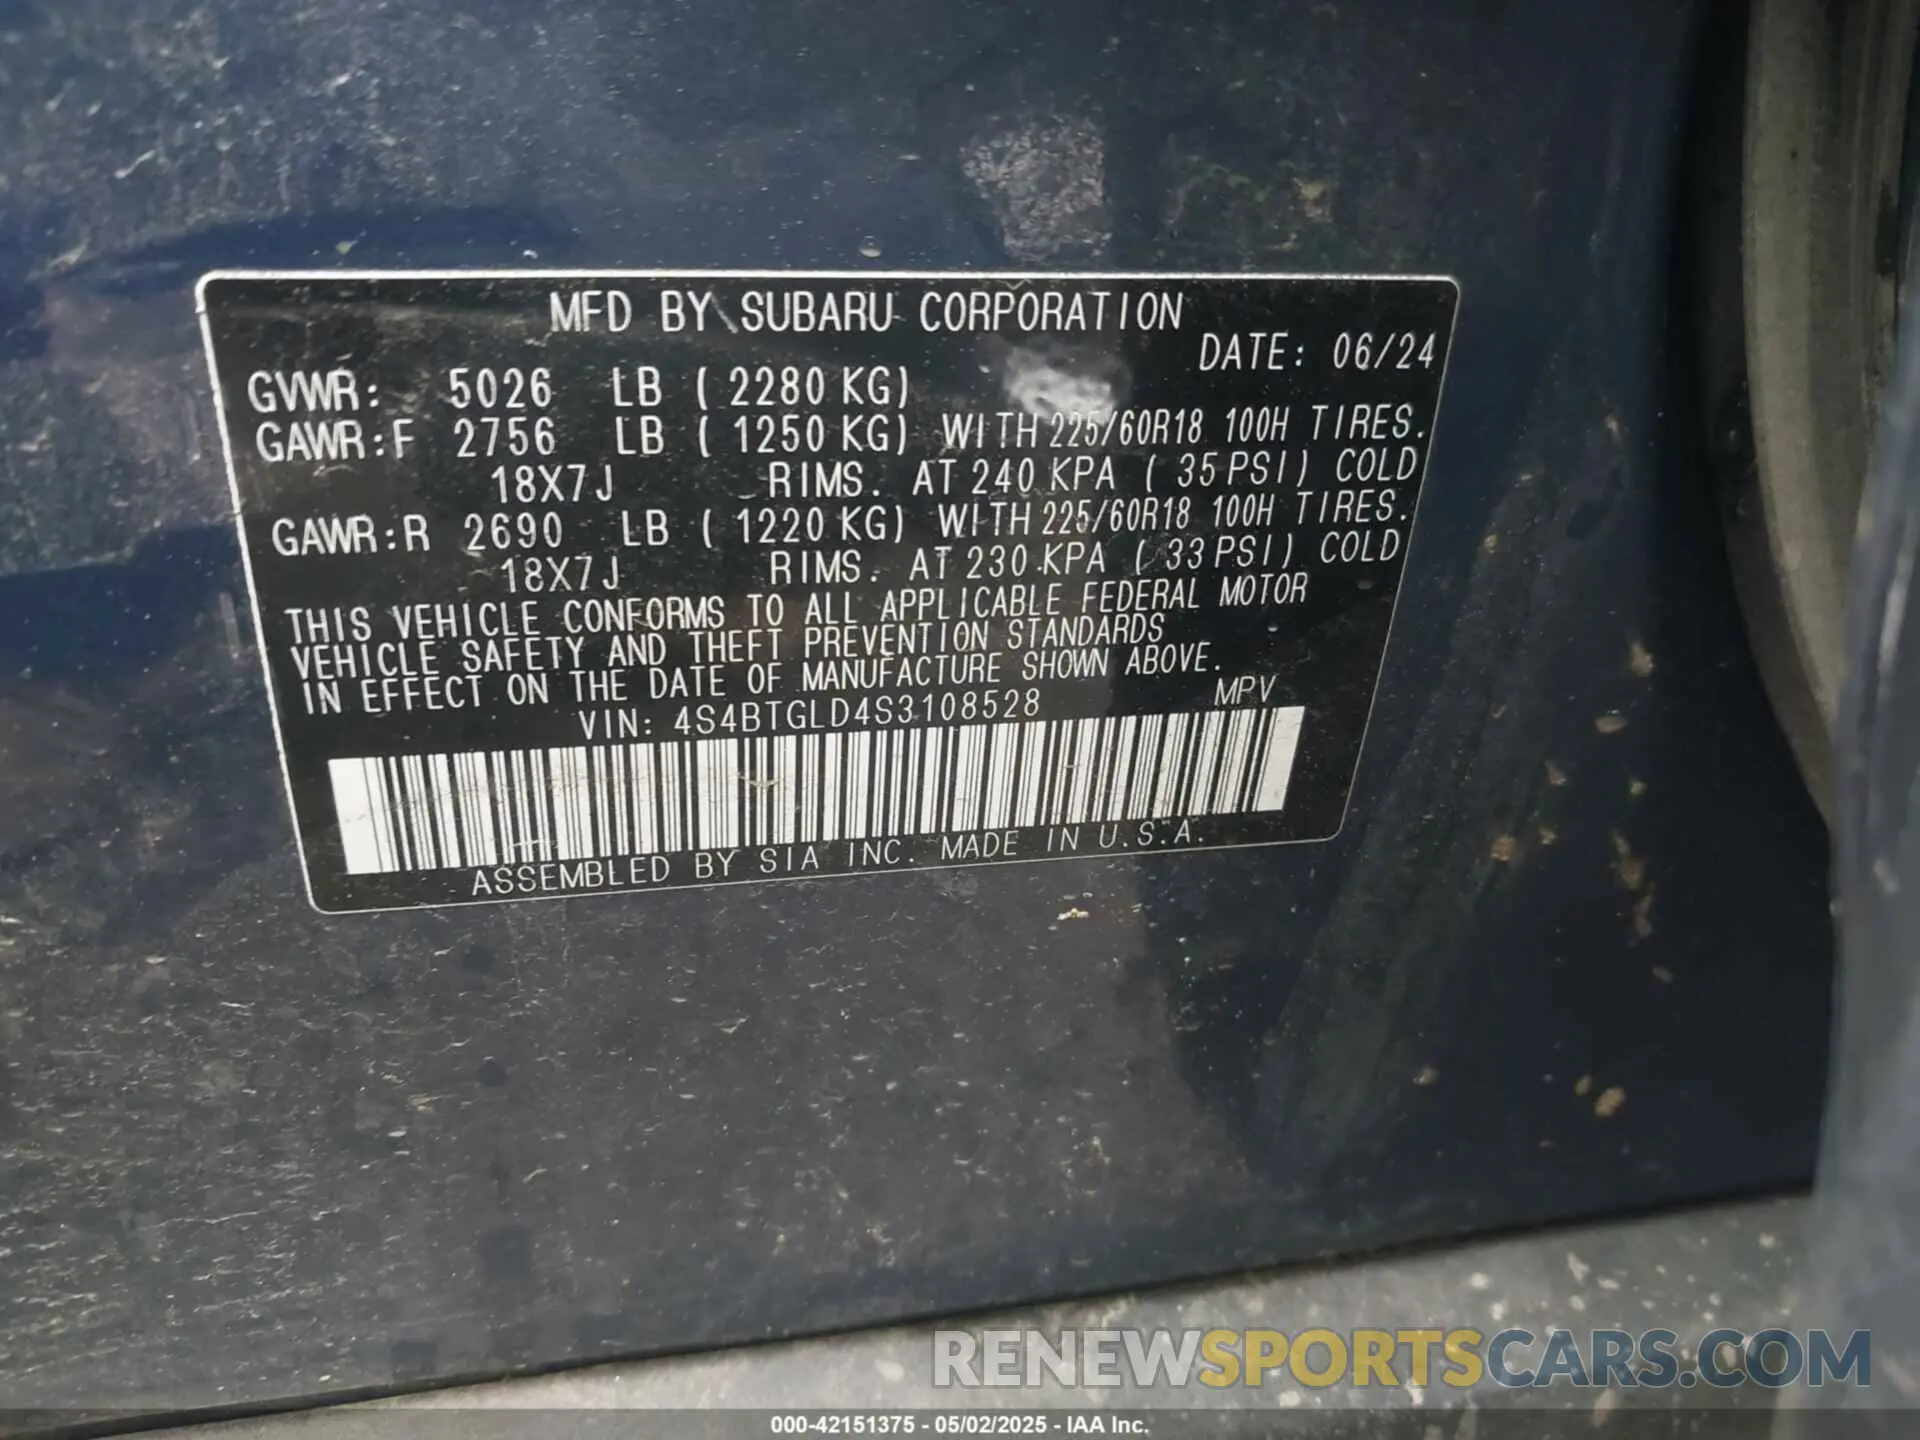 MFD BY SUBARU CORPORATION
DATE: 06/24
GVWR: 5026 LB ( 2280 KG)
GAWR:F 2756 LB ( 1250 KG) WITH 225/60R18 100H TIRES.
18X7J RIMS. AT 240 KPA ( 35 PSI) COLD
GAWR:R 2690 LB ( 1220 KG) WITH 225/60R18 100H TIRES.
18X7J RIMS. AT 230 KPA ( 33 PSI) COLD
THIS VEHICLE CONFORMS TO ALL APPLICABLE FEDERAL MOTOR
VEHICLE SAFETY AND THEFT PREVENTION STANDARDS
IN EFFECT ON THE DATE OF MANUFACTURE SHOWN ABOVE.
VIN: 4S4BTGLD4S3108528 MPV
ASSEMBLED BY SIA INC. MADE IN U.S.A.
RENEWSPORTSCARS.COM
000-42151375 - 05/02/2025 - IAA Inc.